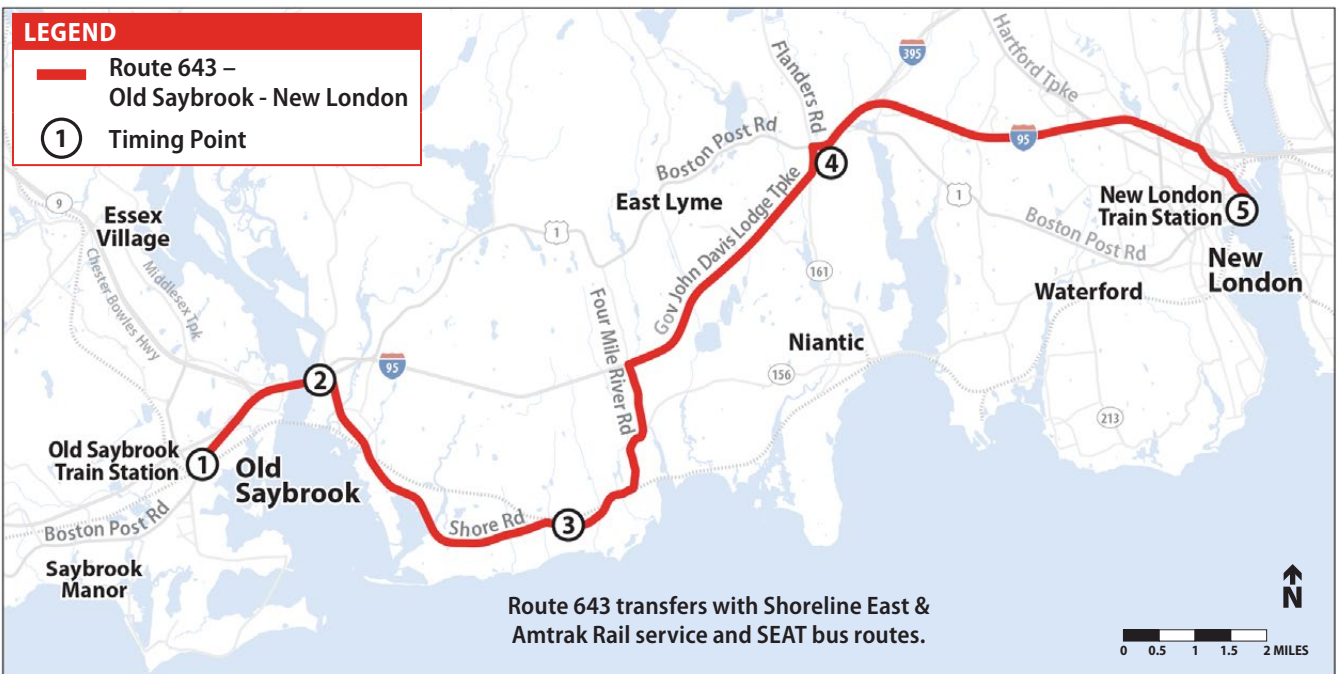 LEGEND
Route 643 –
Old Saybrook - New London
1
Timing Point
Flanders Rd
395
Hartford Tpke
Boston Post Rd
95
4
9
Essex
Village
East Lyme
1
New London
Train Station
5
1
Boston Post Rd
Chester Bowles Hwy
Middlesex Tpk
Gov John Davis Lodge Tpke
161
New
London
Four Mile River Rd
Waterford
Niantic
95
2
156
213
Old Saybrook
Train Station
1
Old
Saybrook
Shore Rd
3
Boston Post Rd
Saybrook
Manor
Route 643 transfers with Shoreline East &
Amtrak Rail service and SEAT bus routes.
N
0 0.5 1 1.5 2 MILES